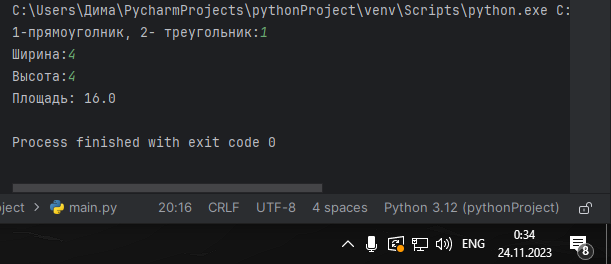 C:\Users\Дима\PycharmProjects\pythonProject\venv\Scripts\python.exe C:
1-прямоуголник, 2- треугольник:1
Ширина:4
Высота:4
Площадь: 16.0
Process finished with exit code 0
ject > main.py 20:16 CRLF UTF-8 4 spaces Python 3.12 (pythonProject)
ENG 0:34 24.11.2023 8